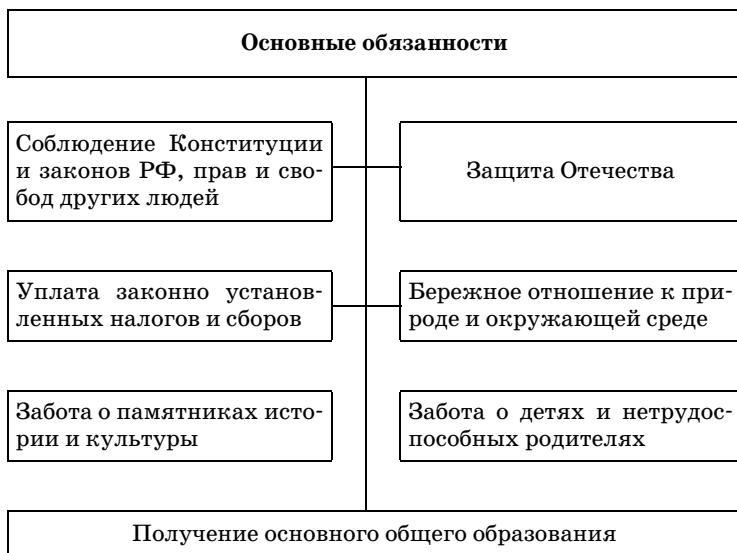 Основные обязанности
Соблюдение Конституции
и законов РФ, прав и сво-
бод других людей
Защита Отечества
Уплата законно установ-
ленных налогов и сборов
Бережное отношение к при-
роде и окружающей среде
Забота о памятниках исто-
рии и культуры
Забота о детях и нетрудос-
пособных родителях
Получение основного общего образования